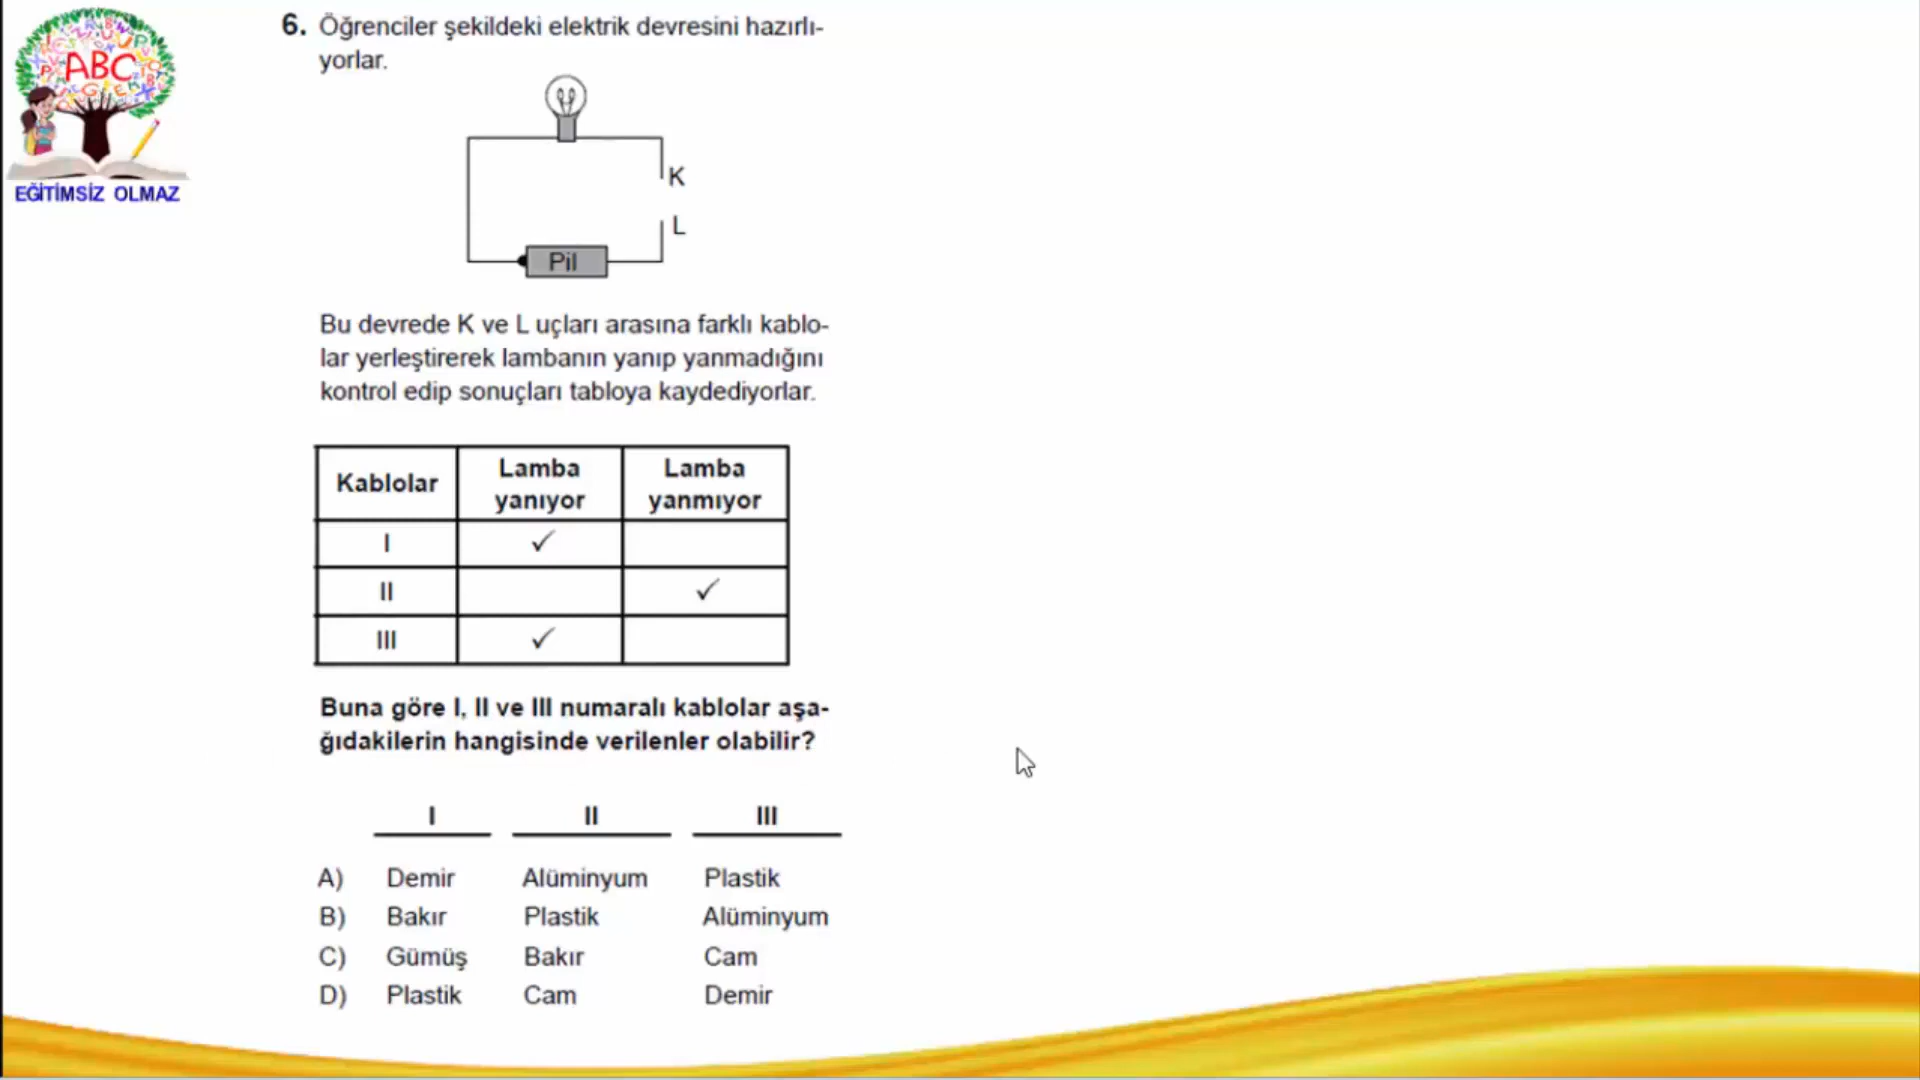 ABC
EĞİTİMSİZ OLMAZ
6. Öğrenciler şekildeki elektrik devresini hazırlı-
yorlar.
K
L
Pil
Bu devrede K ve L uçları arasına farklı kablo-
lar yerleştirerek lambanın yanıp yanmadığını
kontrol edip sonuçları tabloya kaydediyorlar.
Kablolar Lamba yanıyor Lamba yanmıyor
I ✓
II ✓
III ✓
Buna göre I, II ve III numaralı kablolar aşa-
ğıdakilerin hangisinde verilenler olabilir?
I II III
A) Demir Alüminyum Plastik
B) Bakır Plastik Alüminyum
C) Gümüş Bakır Cam
D) Plastik Cam Demir